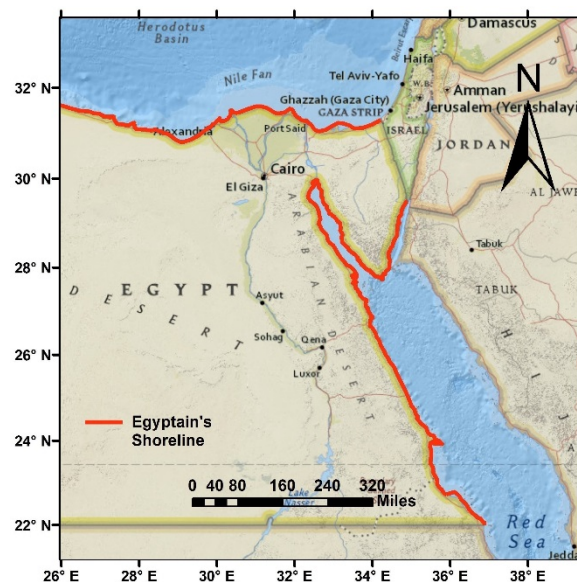 Herodotus
Basin
Damascus
Haifa
Nile Fan
Tel Aviv-Yafo
W.B.
Amman
N
32° N
Ghazzah (Gaza City)
Jerusalem (Yerushalayi
GAZA STRIP
Alexandria
Port Said
ISRAEL
JORDAN
30° N
Cairo
El Giza
AL JAWF
ARABIAN DESERT
Tabuk
28° N
TABUK
EGYPT
Asyut
DESERT
Sohag
Qena
26° N
Luxor
HIJ
Egyptain's
Shoreline
24° N
0 40 80 160 240 320
Miles
Lake
Nasser
22° N
Red
Sea
Jedda
26° E 28° E 30° E 32° E 34° E 36° E 38° E